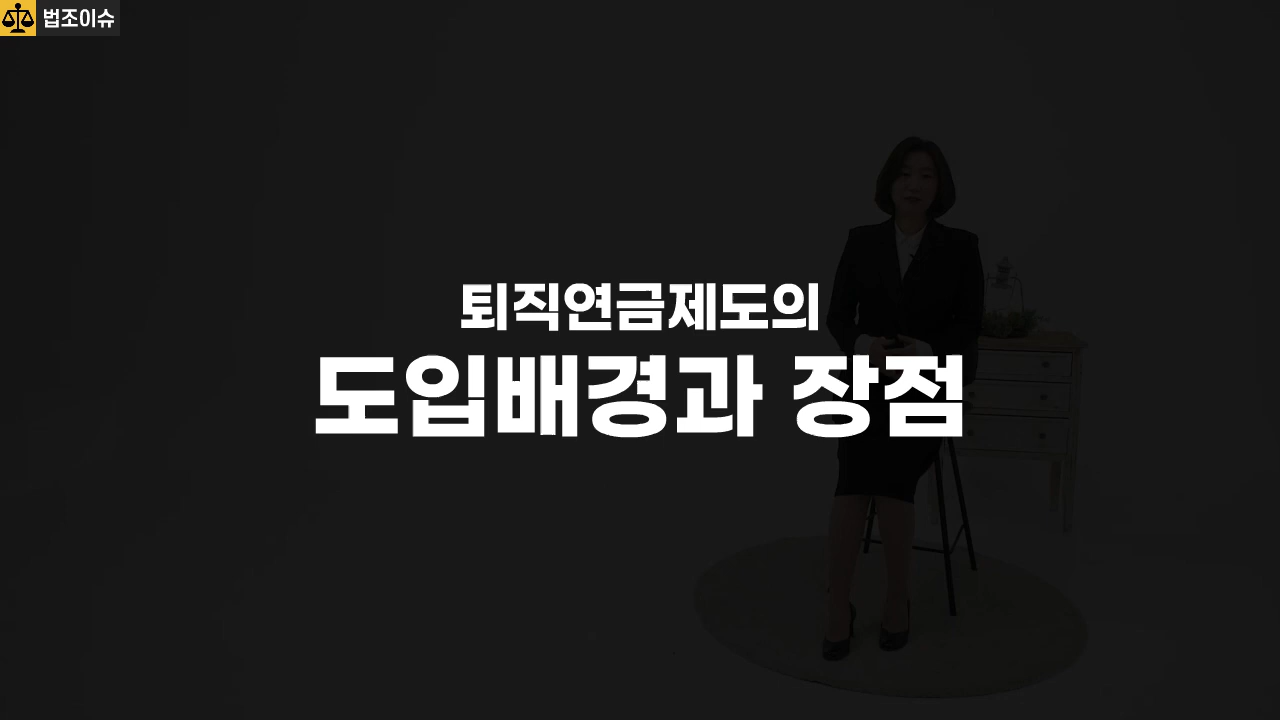 법조이슈
퇴직연금제도의
도입배경과 장점